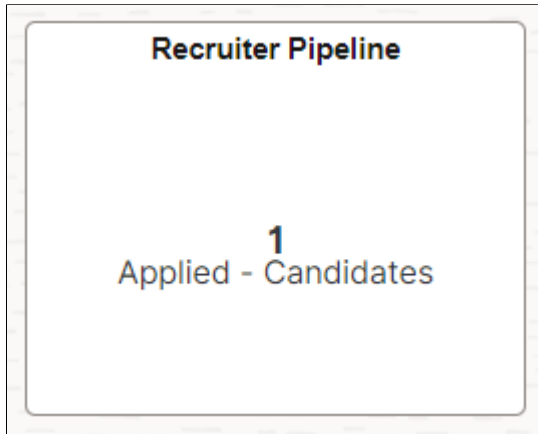 Recruiter Pipeline
1
Applied - Candidates